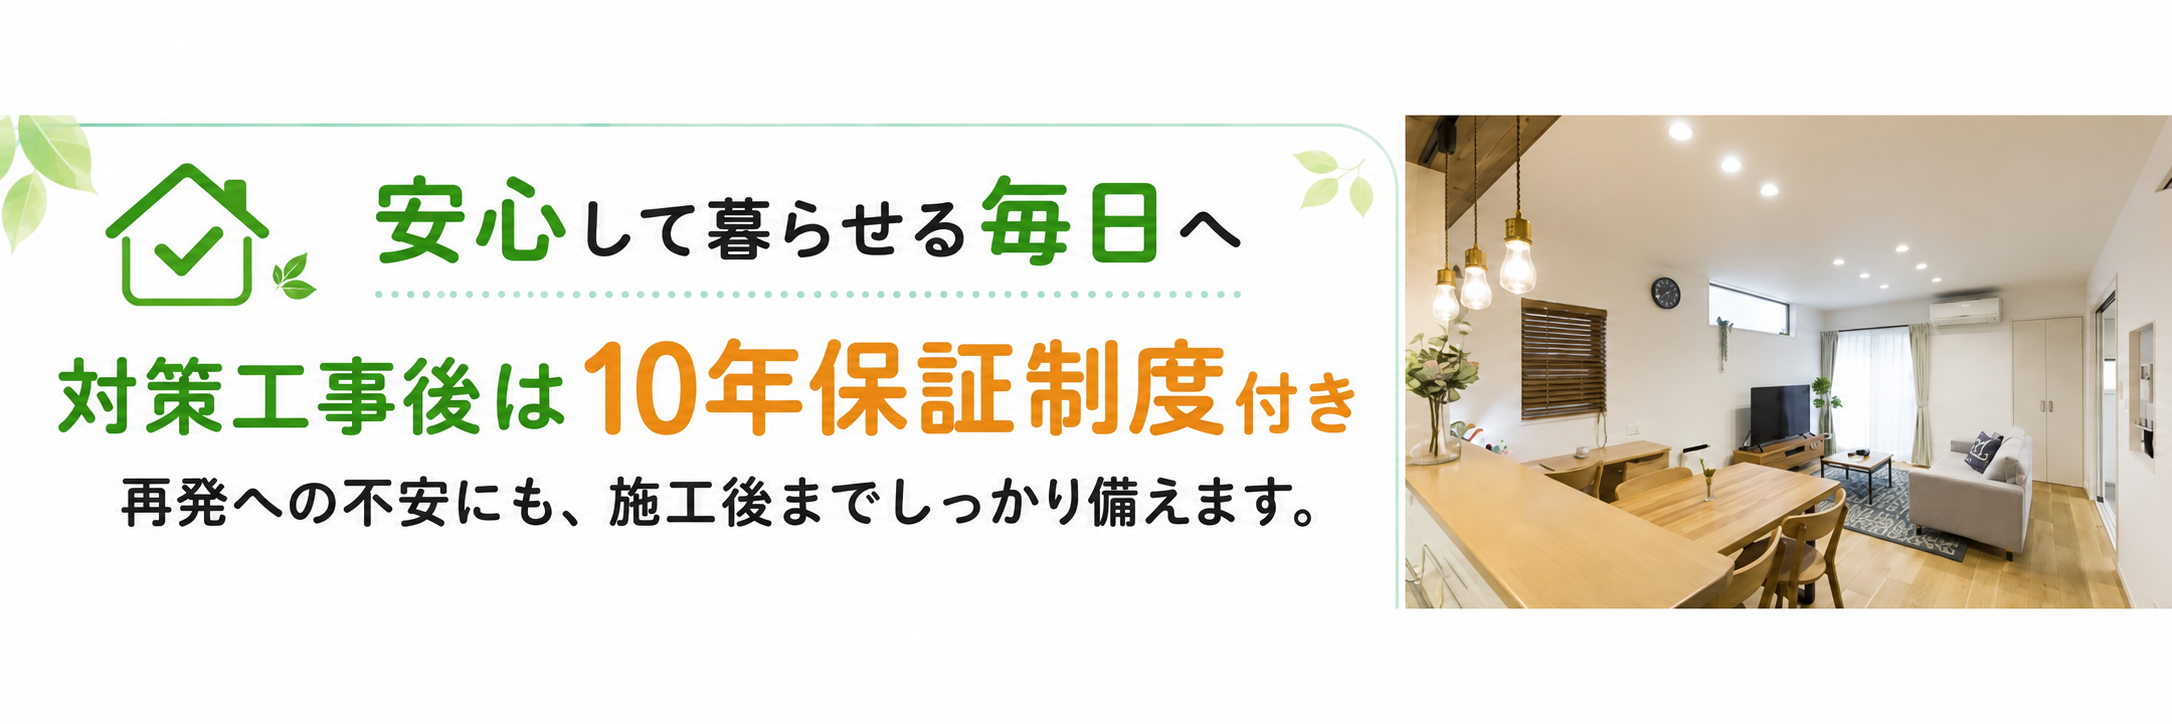 安心して暮らせる毎日へ
対策工事後は10年保証制度付き
再発への不安にも、施工後までしっかり備えます。